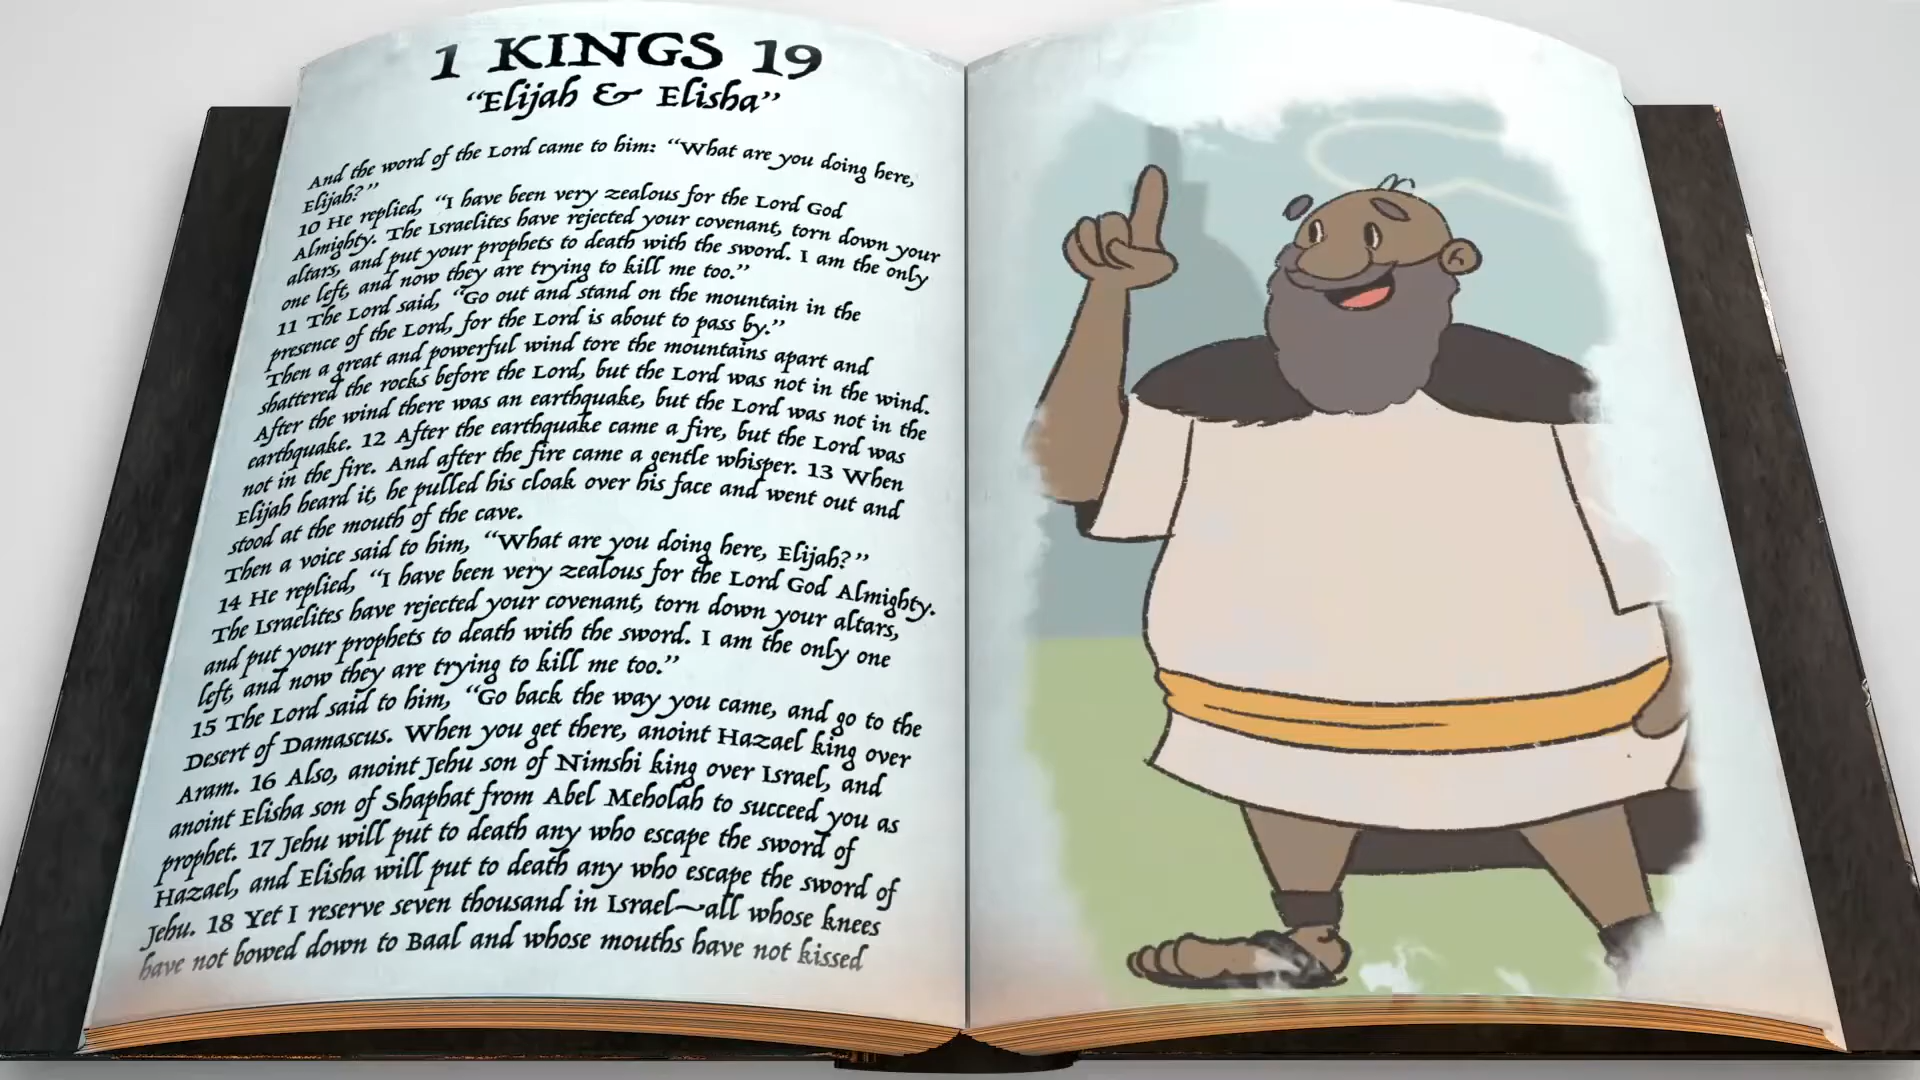 1 KINGS 19
“Elijah & Elisha”
And the word of the Lord came to him: “What are you doing here,
Elijah?”
10 He replied, “I have been very zealous for the Lord God
Almighty. The Israelites have rejected your covenant, torn down your
altars, and put your prophets to death with the sword. I am the only
one left, and now they are trying to kill me too.”
11 The Lord said, “Go out and stand on the mountain in the
presence of the Lord, for the Lord is about to pass by.”
Then a great and powerful wind tore the mountains apart and
shattered the rocks before the Lord, but the Lord was not in the wind.
After the wind there was an earthquake, but the Lord was not in the
earthquake. 12 After the earthquake came a fire, but the Lord was
not in the fire. And after the fire came a gentle whisper. 13 When
Elijah heard it, he pulled his cloak over his face and went out and
stood at the mouth of the cave.
Then a voice said to him, “What are you doing here, Elijah?”
14 He replied, “I have been very zealous for the Lord God Almighty.
The Israelites have rejected your covenant, torn down your altars,
and put your prophets to death with the sword. I am the only one
left, and now they are trying to kill me too.”
15 The Lord said to him, “Go back the way you came, and go to the
Desert of Damascus. When you get there, anoint Hazael king over
Aram. 16 Also, anoint Jehu son of Nimshi king over Israel, and
anoint Elisha son of Shaphat from Abel Meholah to succeed you as
prophet. 17 Jehu will put to death any who escape the sword of
Hazael, and Elisha will put to death any who escape the sword of
Jehu. 18 Yet I reserve seven thousand in Israel—all whose knees
have not bowed down to Baal and whose mouths have not kissed